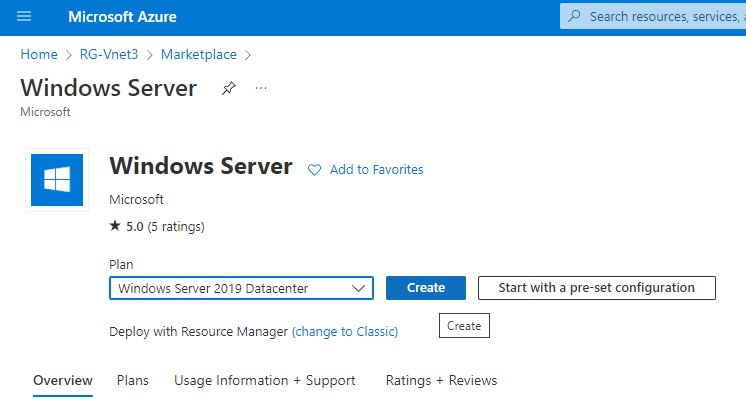 Microsoft Azure
Search resources, services, a
Home > RG-Vnet3 > Marketplace >
Windows Server
Microsoft
Windows Server Add to Favorites
Microsoft
★ 5.0 (5 ratings)
Plan
Windows Server 2019 Datacenter Create Start with a pre-set configuration
Deploy with Resource Manager (change to Classic) Create
Overview Plans Usage Information + Support Ratings + Reviews